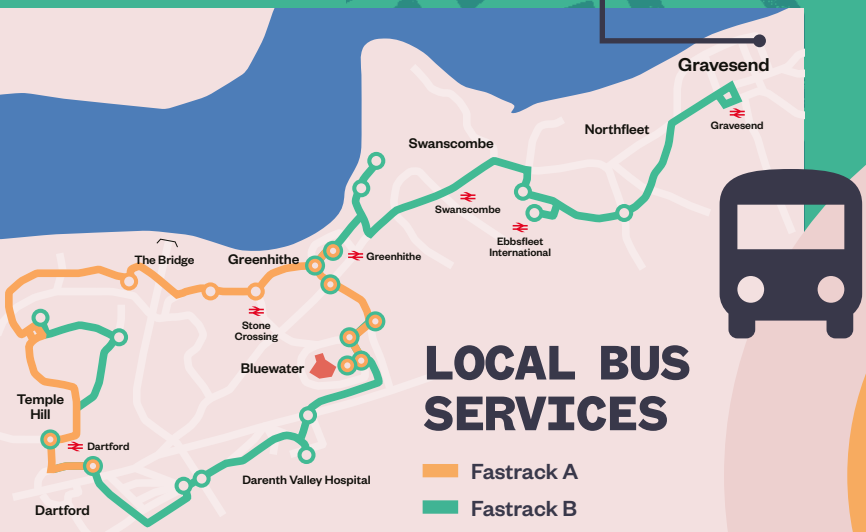 Gravesend
Gravesend
Northfleet
Swanscombe
Swanscombe
Ebbsfleet
International
The Bridge
Greenhithe
Greenhithe
Stone
Crossing
Bluewater
Temple
Hill
Dartford
Darenth Valley Hospital
Dartford
LOCAL BUS
SERVICES
Fastrack A
Fastrack B